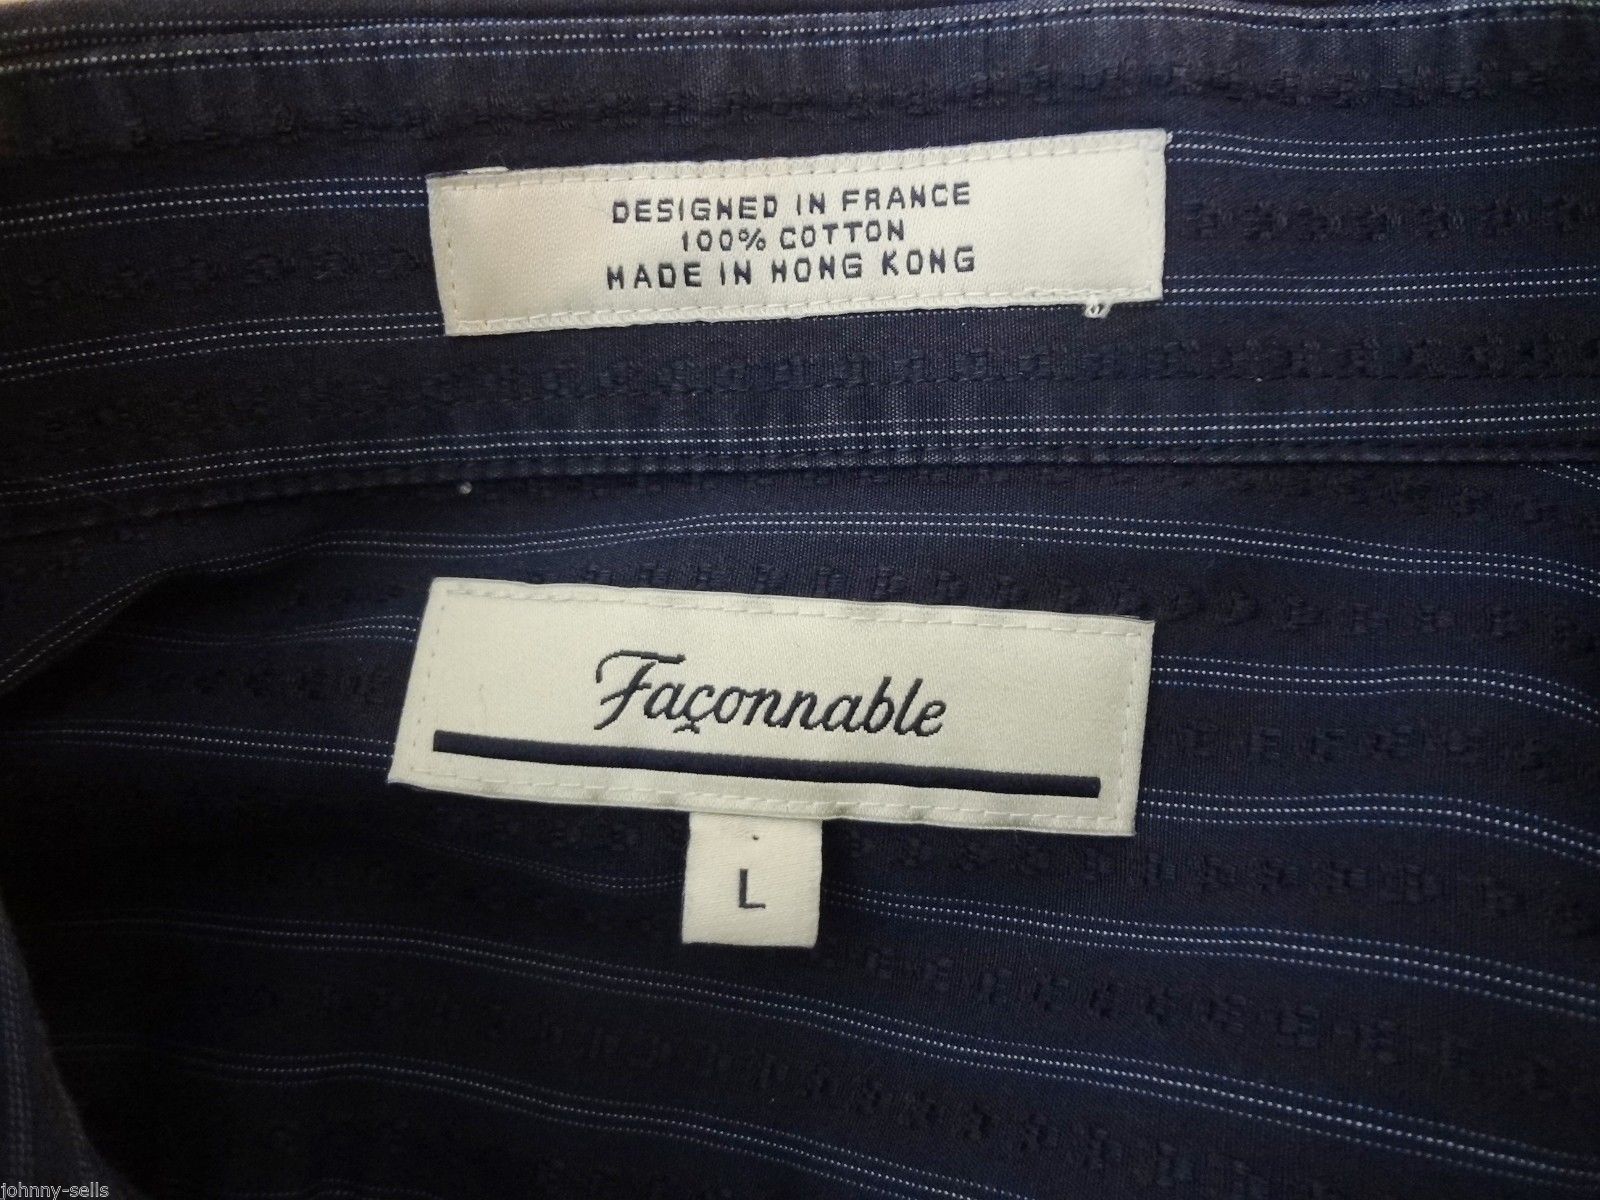 DESIGNED IN FRANCE
100% COTTON
MADE IN HONG KONG
Façonnable
L
johnny-sells